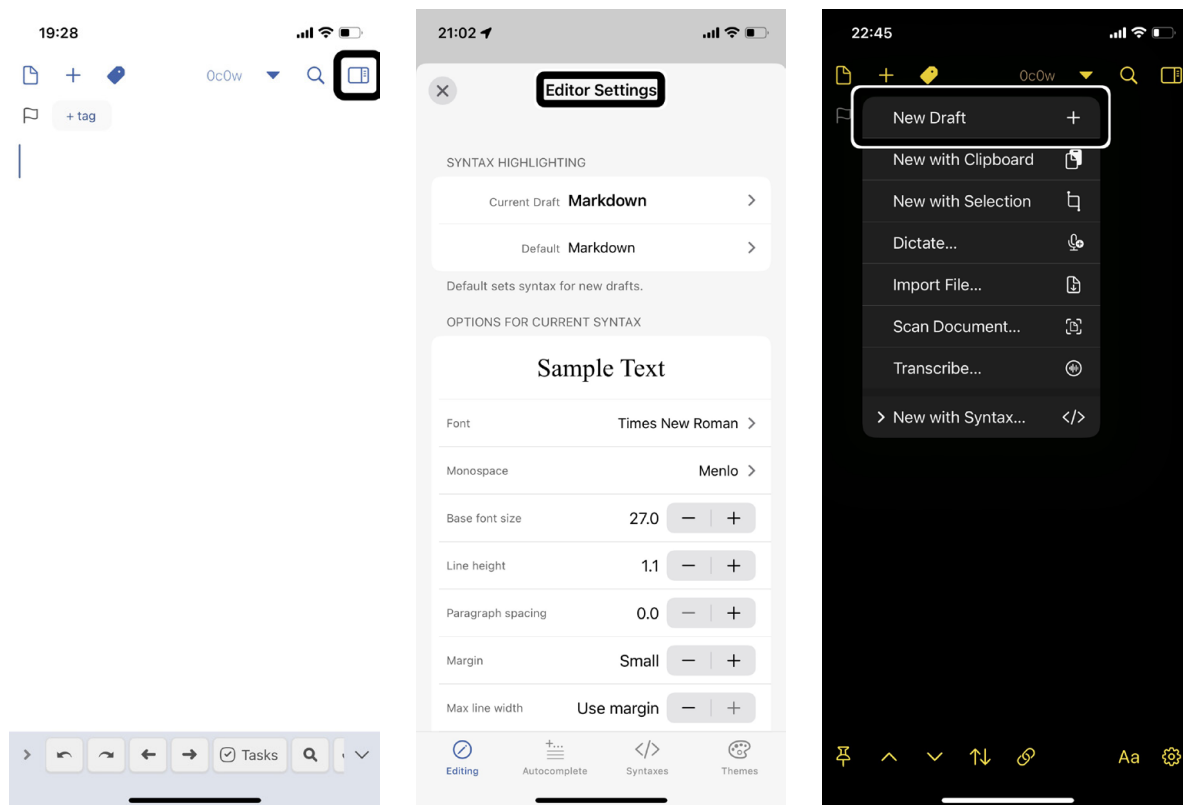 19:28
0c0w
+ tag
Tasks
21:02
Editor Settings
SYNTAX HIGHLIGHTING
Current Draft Markdown
Default Markdown
Default sets syntax for new drafts.
OPTIONS FOR CURRENT SYNTAX
Sample Text
Font Times New Roman
Monospace Menlo
Base font size 27.0 — +
Line height 1.1 — +
Paragraph spacing 0.0 — +
Margin Small — +
Max line width Use margin — +
Editing Autocomplete Syntaxes Themes
22:45
0c0w
New Draft +
New with Clipboard
New with Selection
Dictate...
Import File...
Scan Document...
Transcribe...
> New with Syntax... </>
Aa